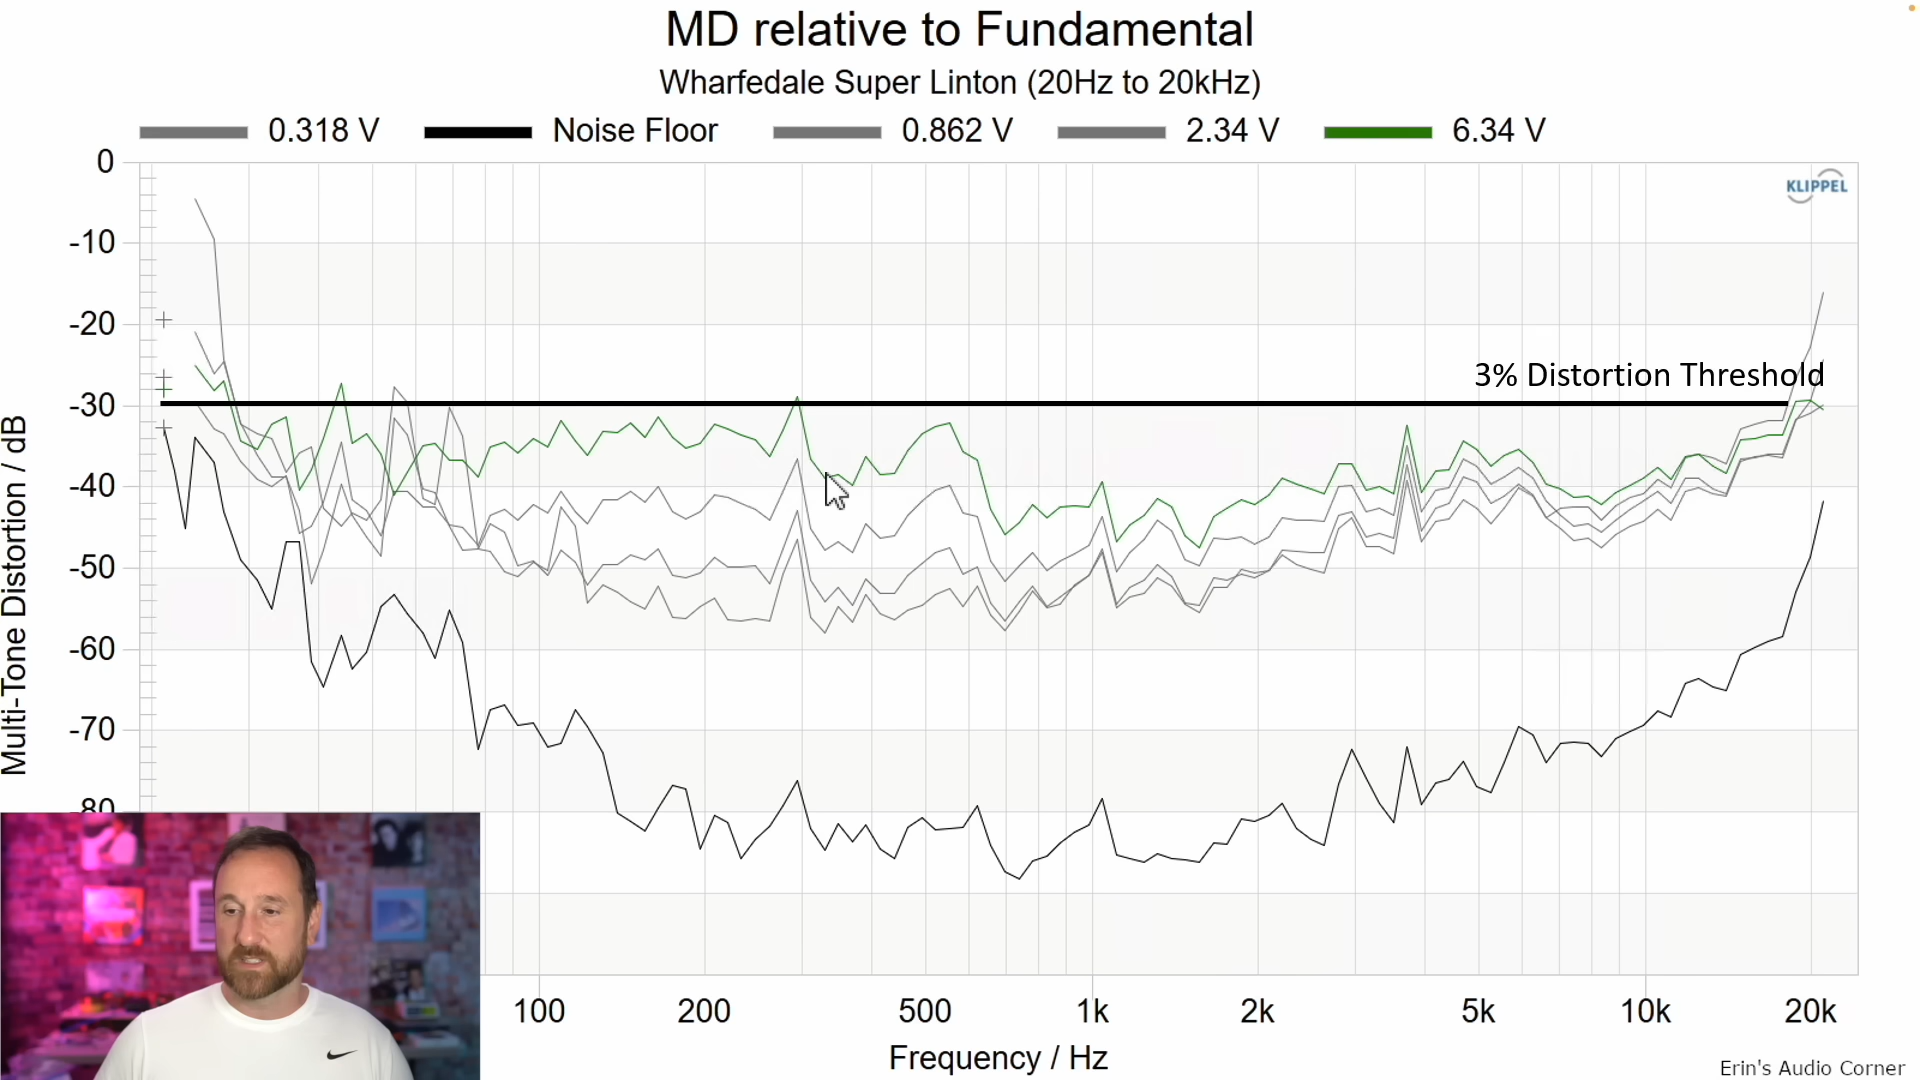 MD relative to Fundamental
Wharfedale Super Linton (20Hz to 20kHz)
0.318 V Noise Floor 0.862 V 2.34 V 6.34 V
KLIPPEL
3% Distortion Threshold
0
-10
-20
-30
-40
-50
-60
-70
-80
Multi-Tone Distortion / dB
100 200 500 1k 2k 5k 10k 20k
Frequency / Hz
Erin's Audio Corner